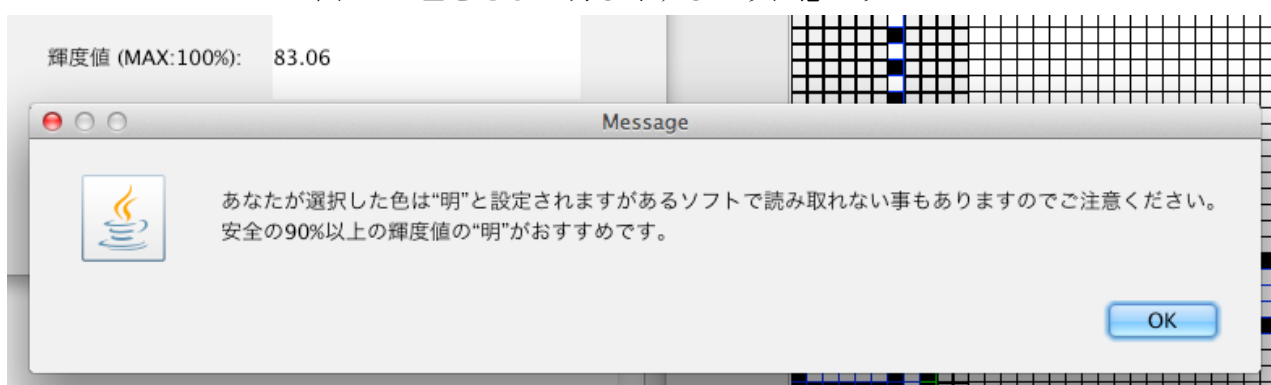 輝度値 (MAX:100%): 83.06
Message
あなたが選択した色は“明”と設定されますがあるソフトで読み取れない事もありますのでご注意ください。
安全の90%以上の輝度値の“明”がおすすめです。
OK